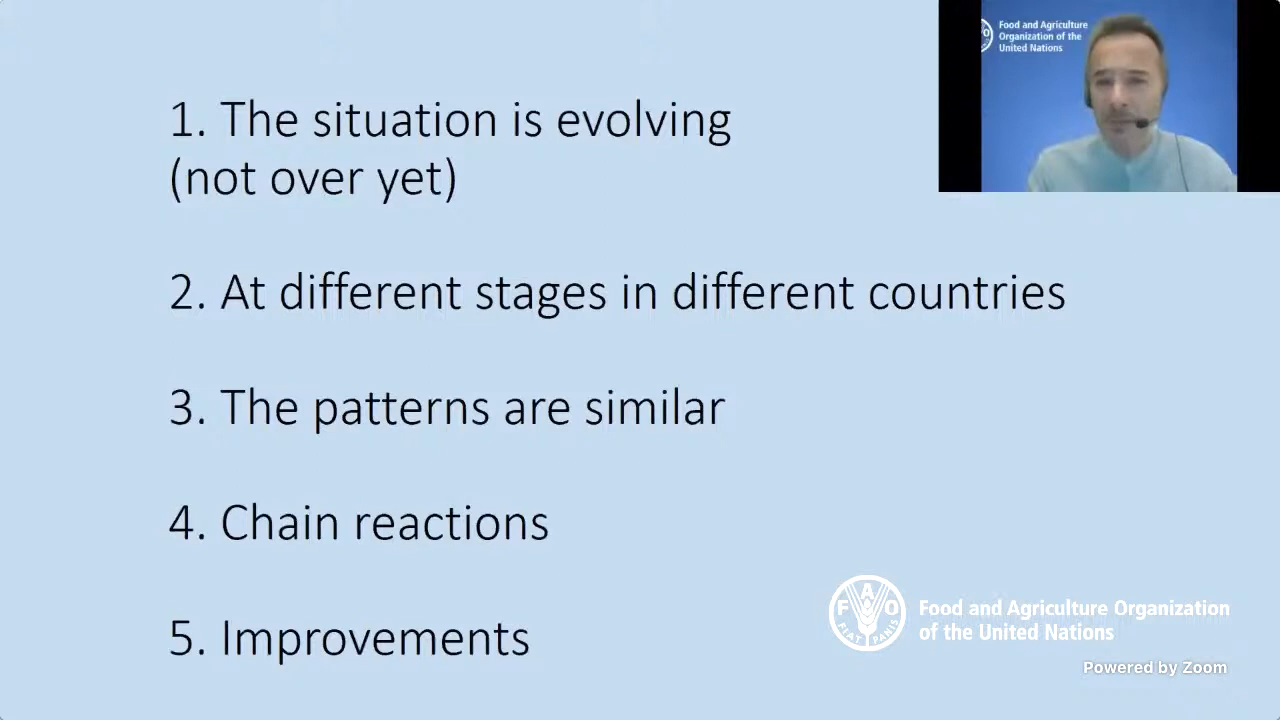 Food and Agriculture
Organization of the
United Nations
1. The situation is evolving
(not over yet)
2. At different stages in different countries
3. The patterns are similar
4. Chain reactions
5. Improvements
F A O
FIAT PANIS
Food and Agriculture Organization
of the United Nations
Powered by Zoom